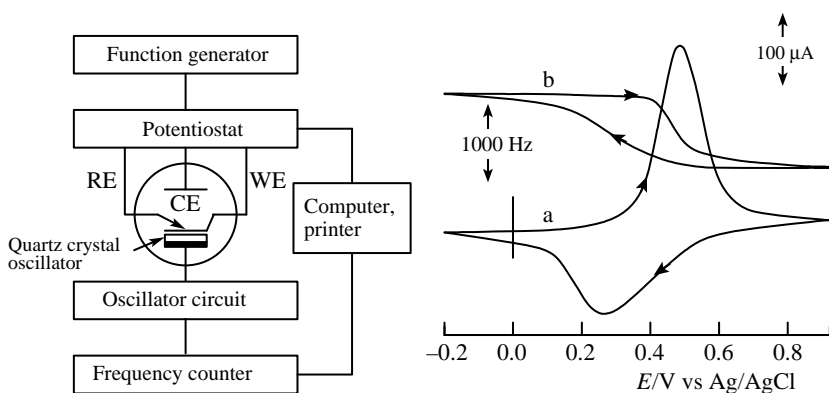 Function generator
Potentiostat
RE
WE
CE
Computer,
printer
Quartz crystal
oscillator
Oscillator circuit
Frequency counter
100 μA
b
1000 Hz
a
–0.2 0.0 0.2 0.4 0.6 0.8
E/V vs Ag/AgCl